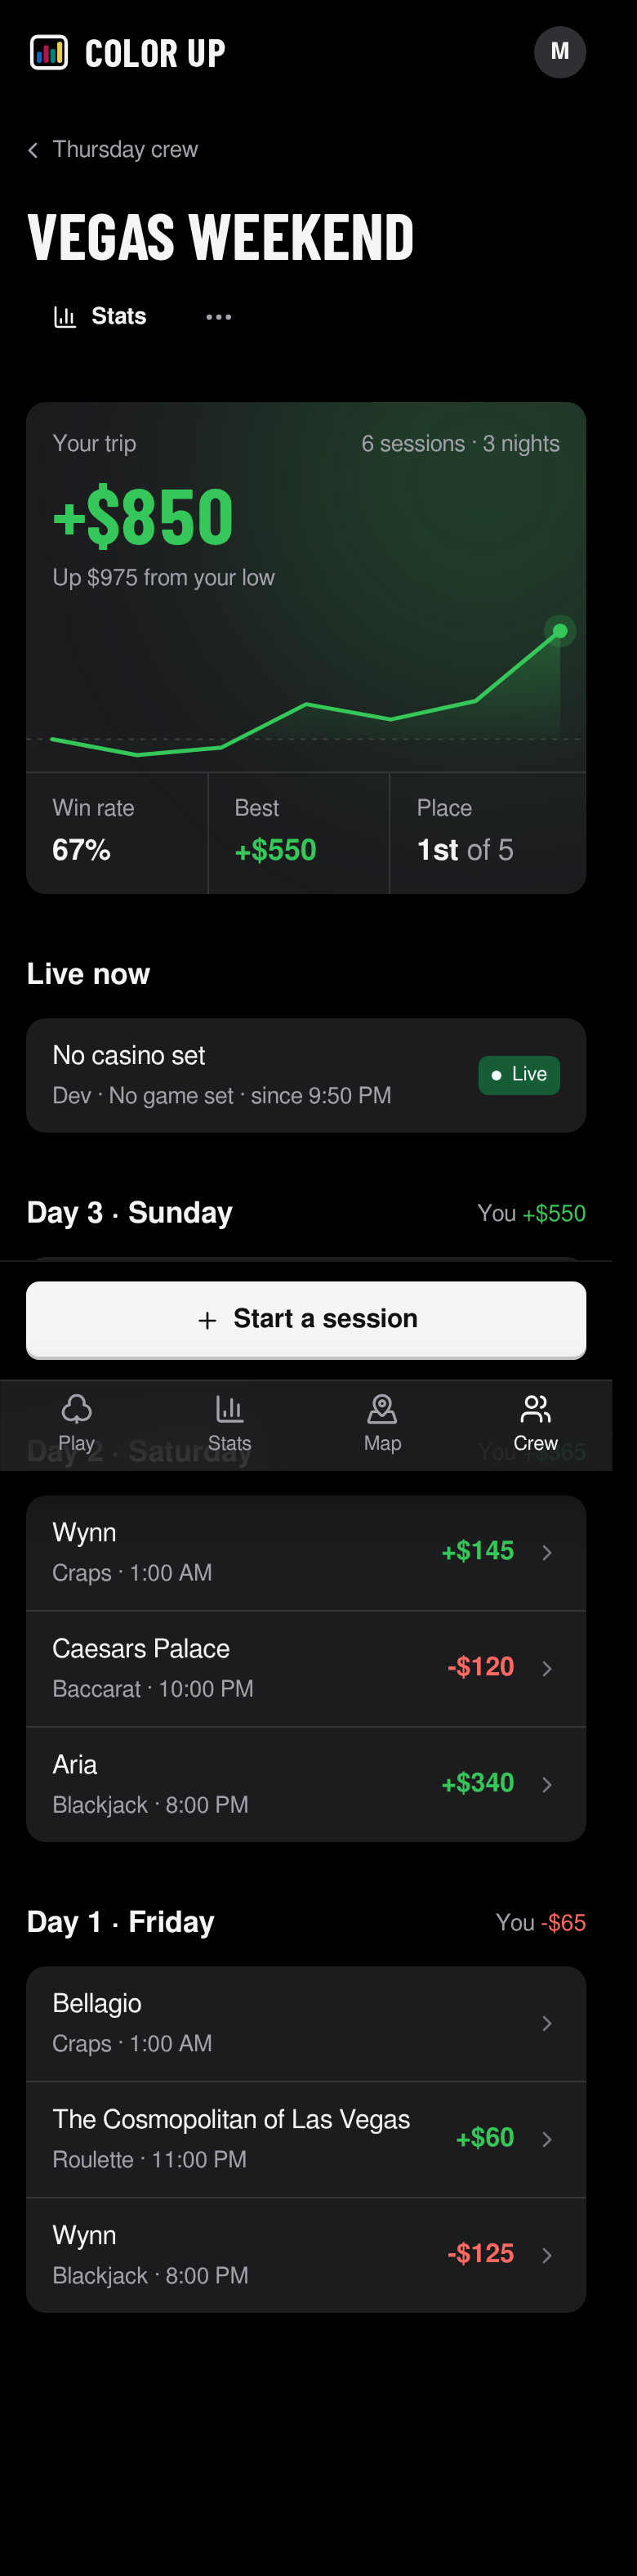 COLOR UP
M
Thursday crew
VEGAS WEEKEND
Stats
Your trip
6 sessions · 3 nights
+$850
Up $975 from your low
Win rate
Best
Place
67%
+$550
1st of 5
Live now
No casino set
Dev · No game set · since 9:50 PM
Live
Day 3 · Sunday
You +$550
Start a session
Play
Stats
Map
Crew
Day 2 · Saturday
You +$365
Wynn
Craps · 1:00 AM
+$145
Caesars Palace
Baccarat · 10:00 PM
-$120
Aria
Blackjack · 8:00 PM
+$340
Day 1 · Friday
You -$65
Bellagio
Craps · 1:00 AM
The Cosmopolitan of Las Vegas
Roulette · 11:00 PM
+$60
Wynn
Blackjack · 8:00 PM
-$125